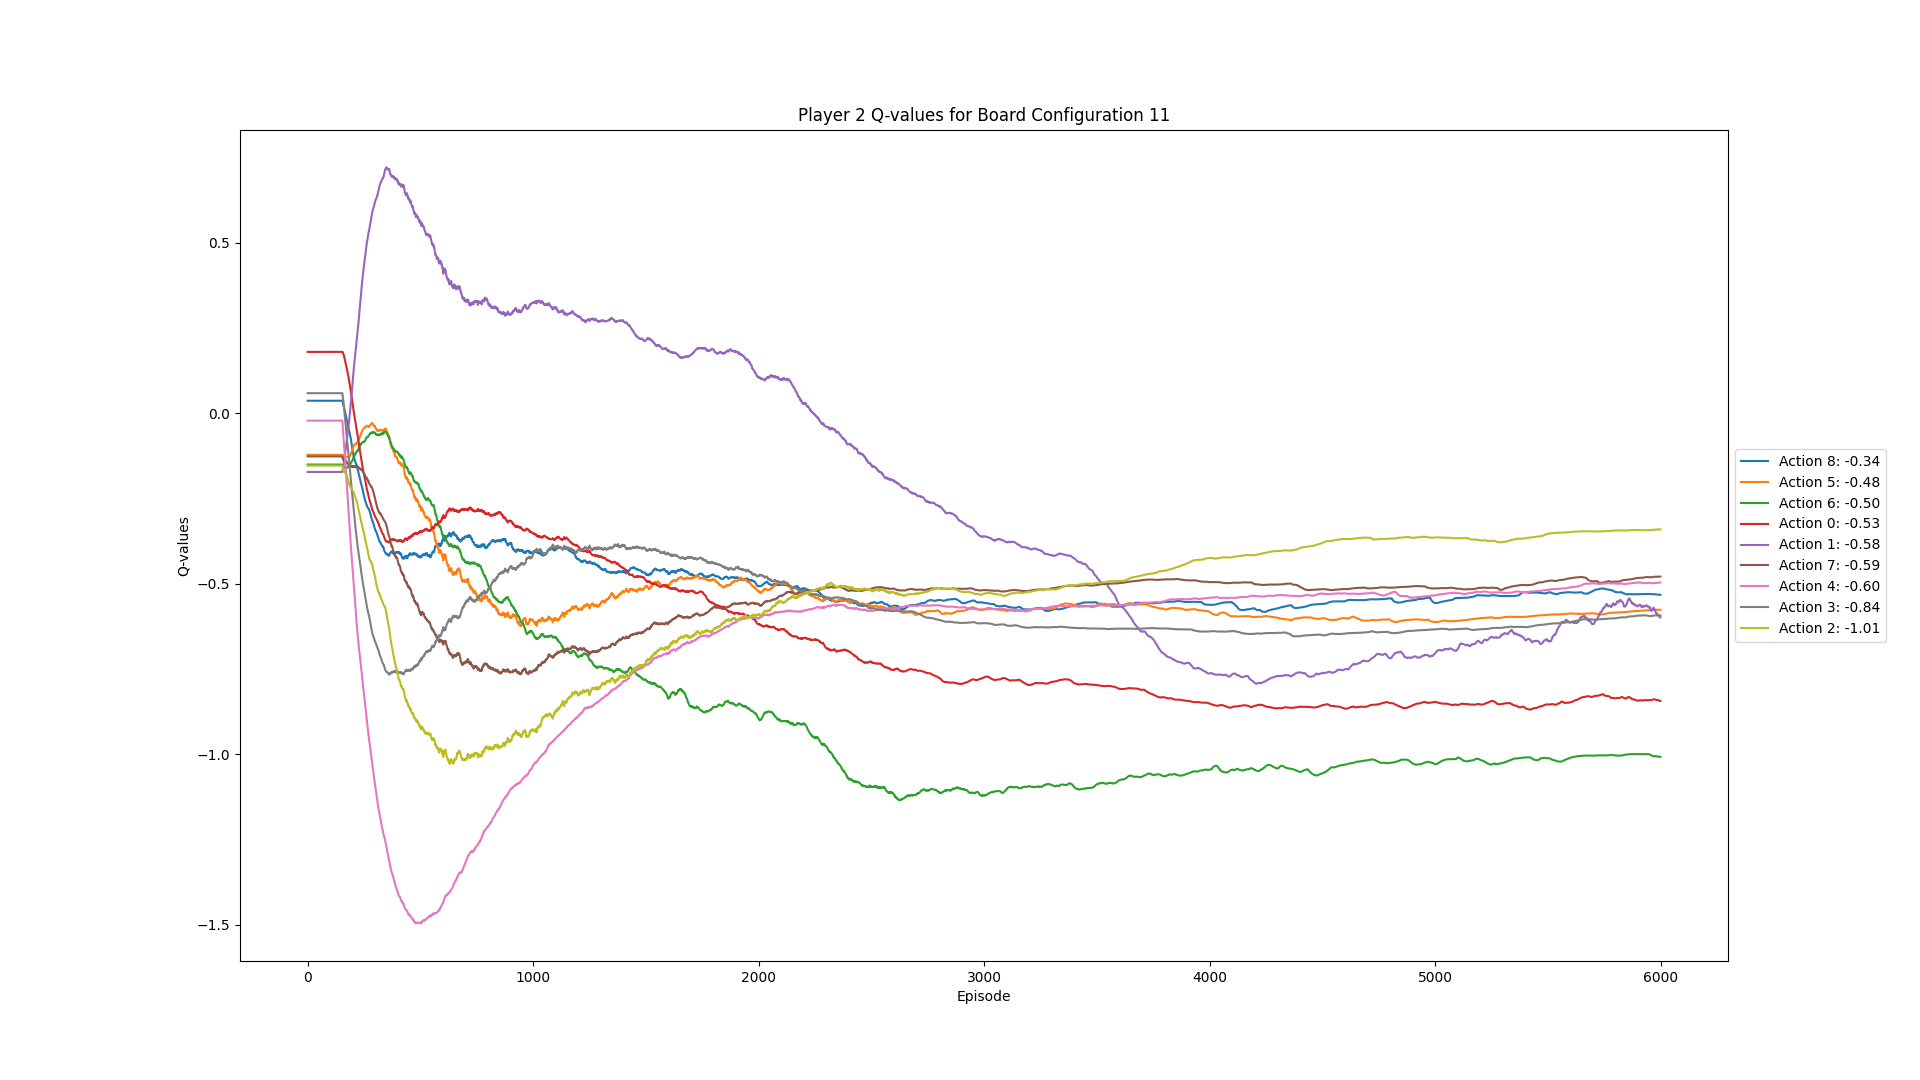 Player 2 Q-values for Board Configuration 11
Q-values
0.5
0.0
−0.5
−1.0
−1.5
0
1000
2000
3000
4000
5000
6000
Episode
Action 8: -0.34
Action 5: -0.48
Action 6: -0.50
Action 0: -0.53
Action 1: -0.58
Action 7: -0.59
Action 4: -0.60
Action 3: -0.84
Action 2: -1.01